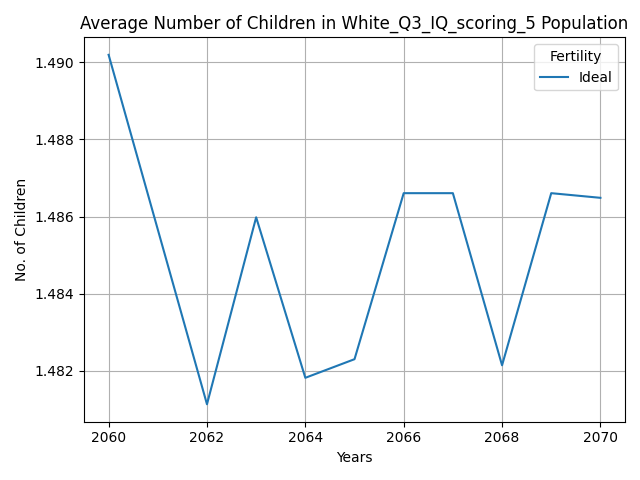 Average Number of Children in White_Q3_IQ_scoring_5 Population
Fertility
Ideal
1.490
1.488
1.486
1.484
1.482
No. of Children
2060 2062 2064 2066 2068 2070
Years